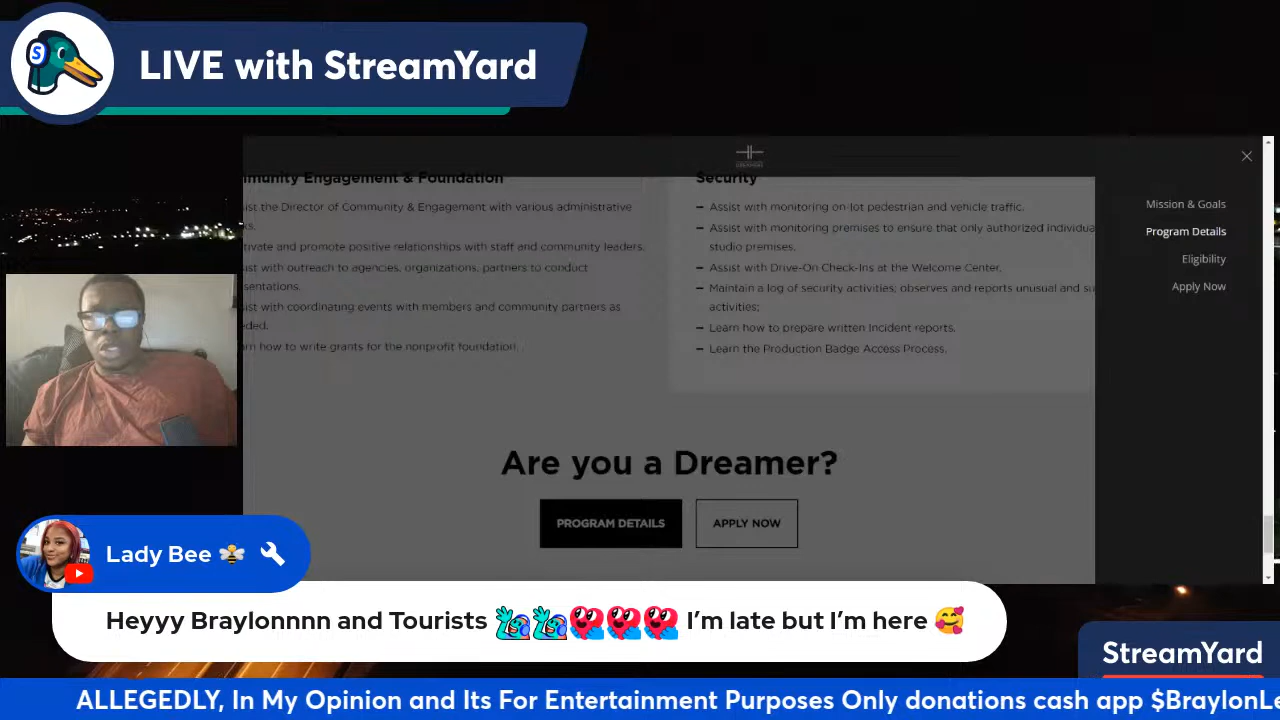 LIVE with StreamYard
munity Engagement & Foundation
ist the Director of Community & Engagement with various administrative
ks.
tivate and promote positive relationships with staff and community leaders.
ist with outreach to agencies, organizations, partners to conduct
sentations.
ist with coordinating events with members and community partners as
ded.
rn how to write grants for the nonprofit foundation.
Security
– Assist with monitoring on-lot pedestrian and vehicle traffic.
– Assist with monitoring premises to ensure that only authorized individua
studio premises.
– Assist with Drive-On Check-Ins at the Welcome Center.
– Maintain a log of security activities; observes and reports unusual and su
activities;
– Learn how to prepare written Incident reports.
– Learn the Production Badge Access Process.
Mission & Goals
Program Details
Eligibility
Apply Now
Are you a Dreamer?
PROGRAM DETAILS
APPLY NOW
Lady Bee 🐝 🔧
Heyyy Braylonnnn and Tourists I'm late but I'm here 🥰
StreamYard
ALLEGEDLY, In My Opinion and Its For Entertainment Purposes Only donations cash app $BraylonLe